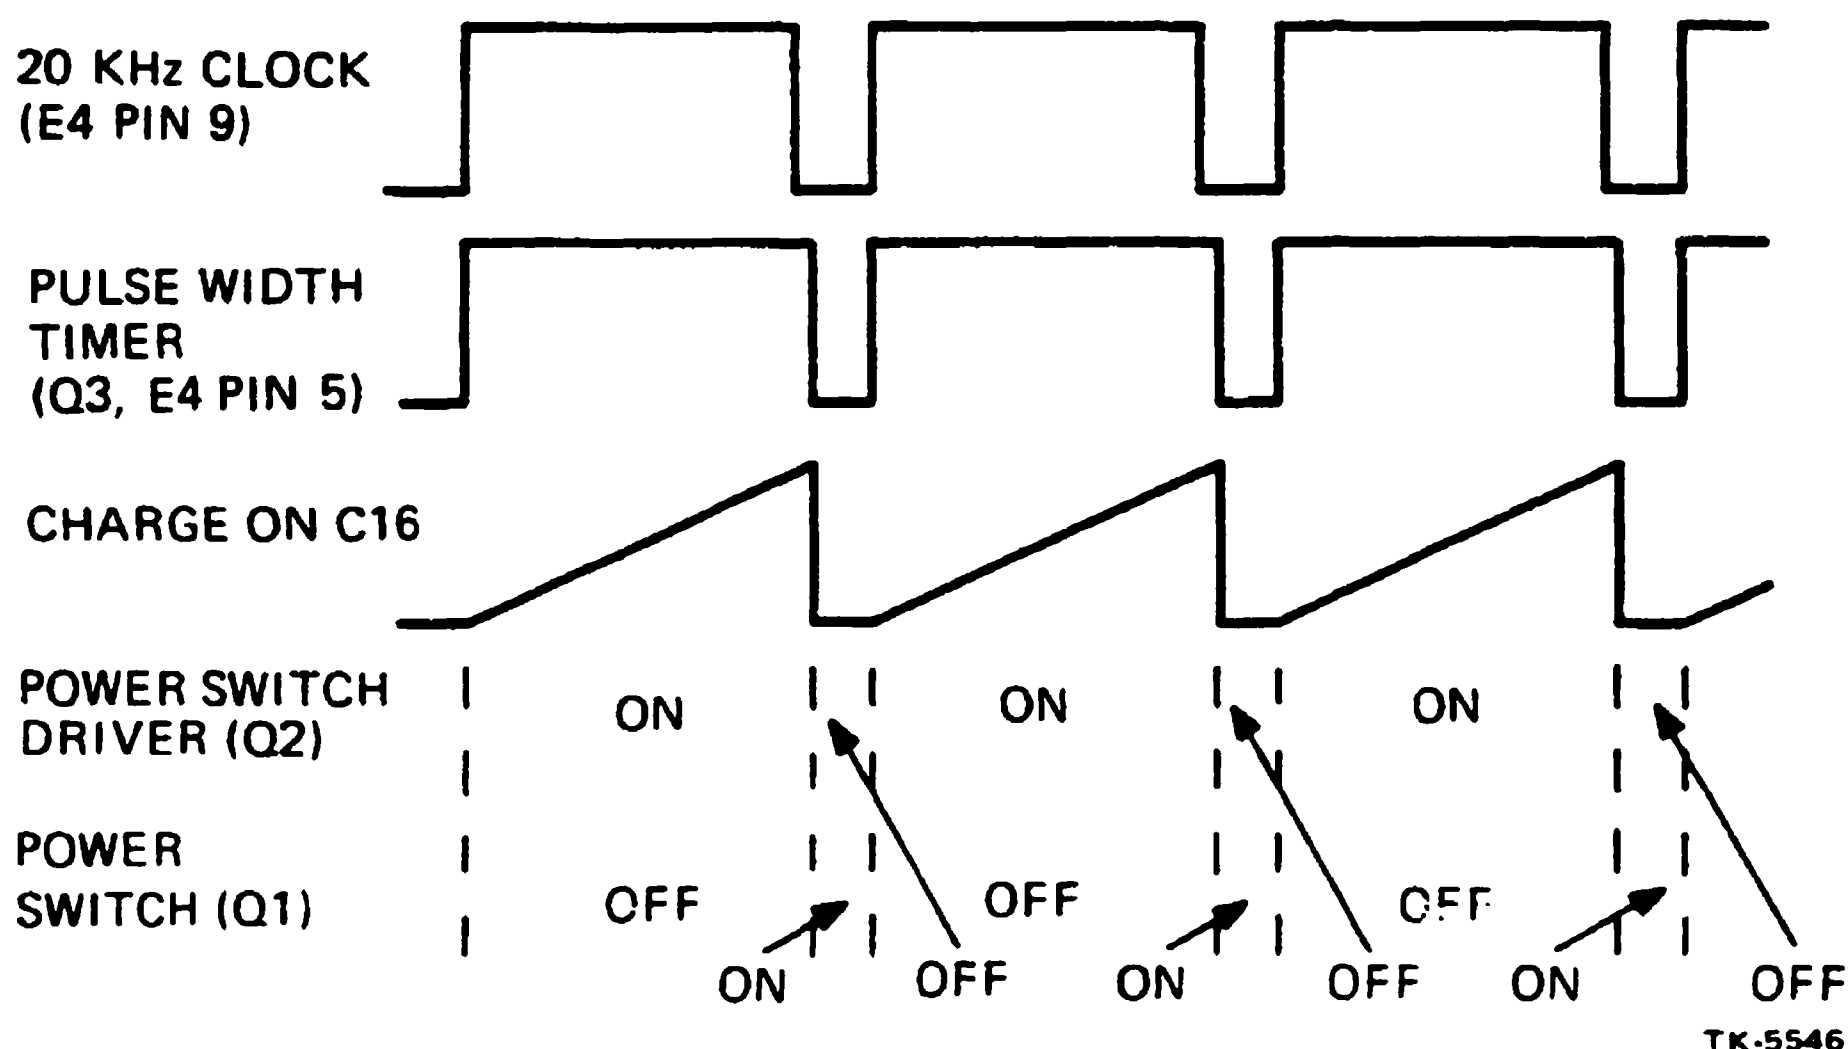 20 KHz CLOCK
(E4 PIN 9)
PULSE WIDTH
TIMER
(Q3, E4 PIN 5)
CHARGE ON C16
POWER SWITCH
DRIVER (Q2)
ON
ON
ON
POWER
SWITCH (Q1)
OFF
OFF
OFF
ON
OFF
ON
OFF
ON
OFF
TK-5546